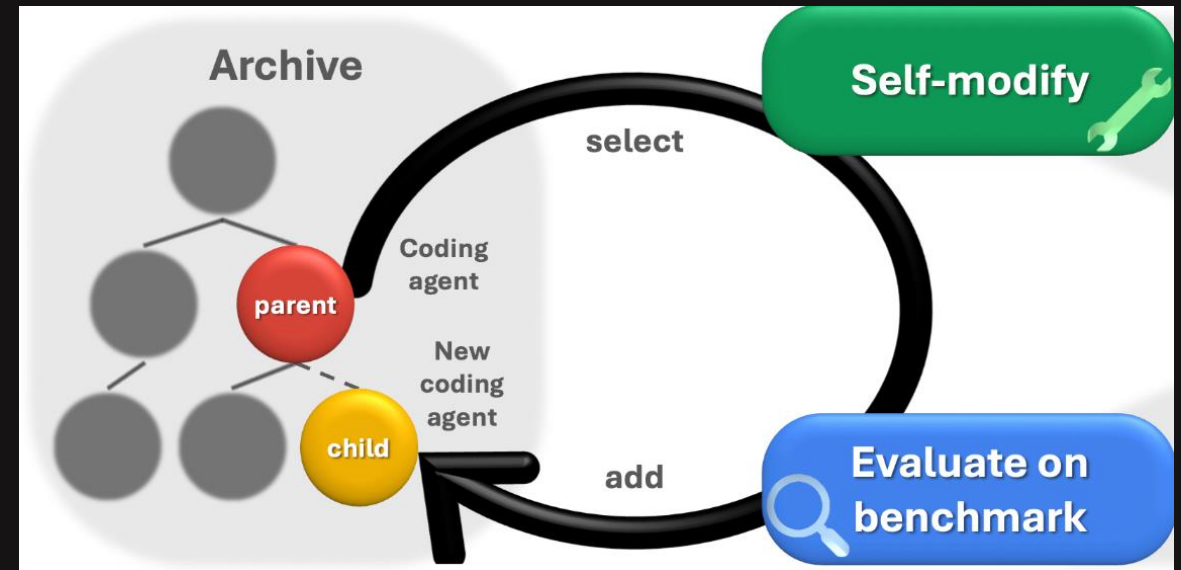 Archive
Self-modify
select
Coding
agent
parent
New
coding
agent
child
add
Evaluate on
benchmark